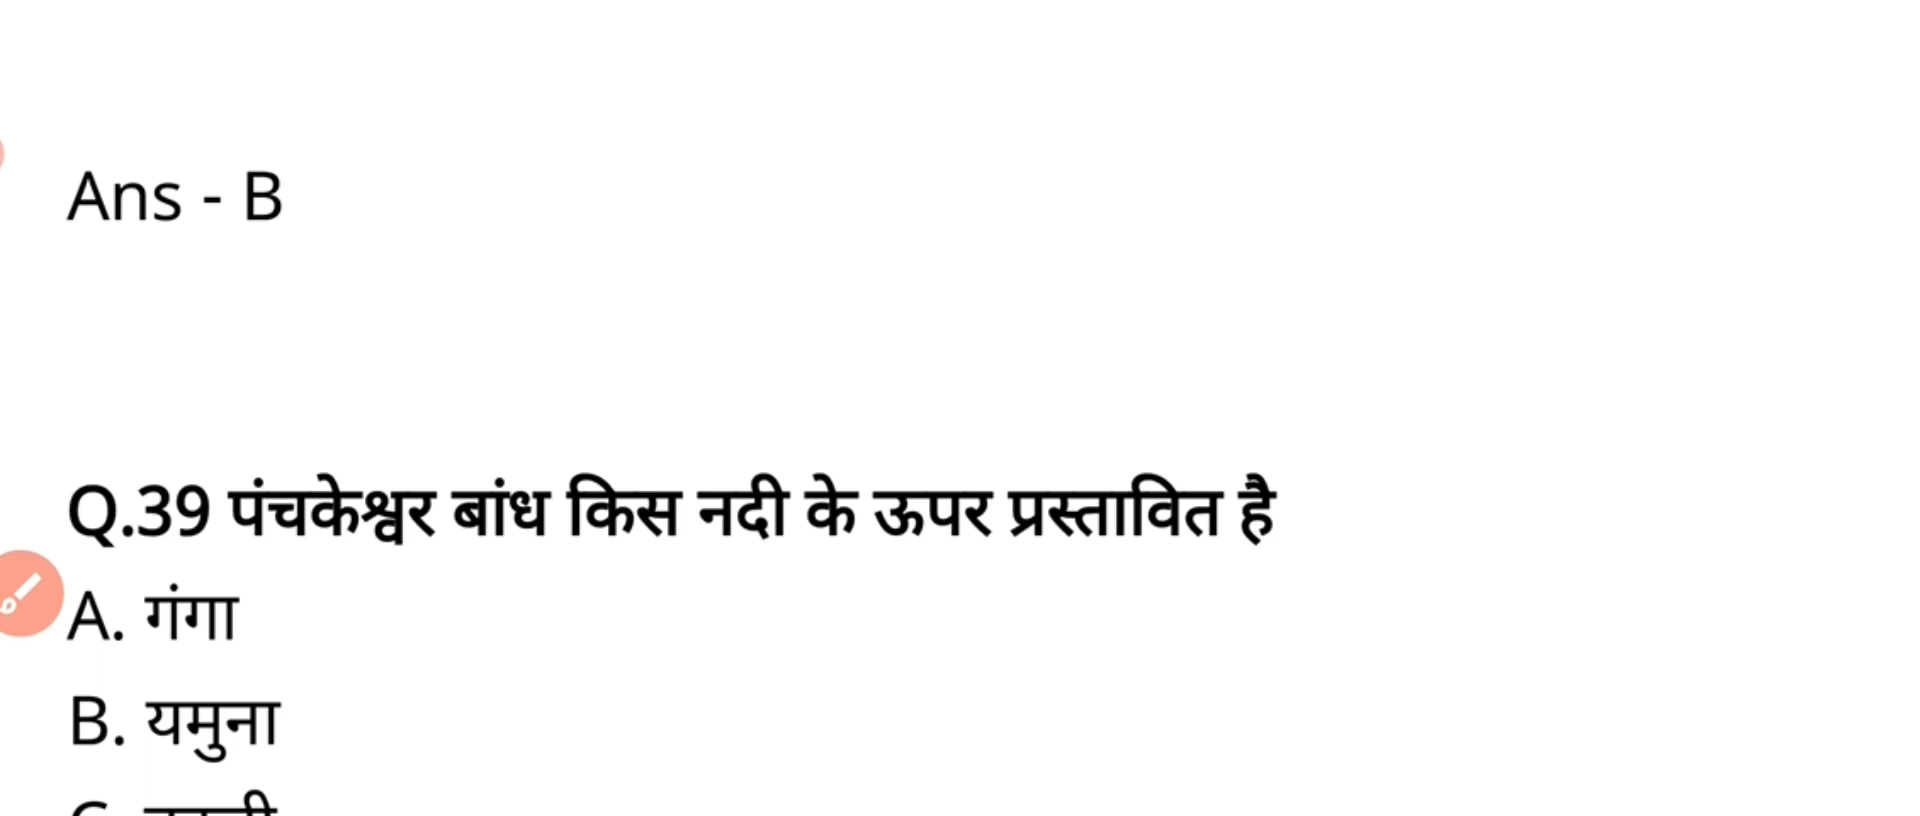 Ans - B
Q.39 पंचकेश्वर बांध किस नदी के ऊपर प्रस्तावित है
A. गंगा
B. यमुना
C.